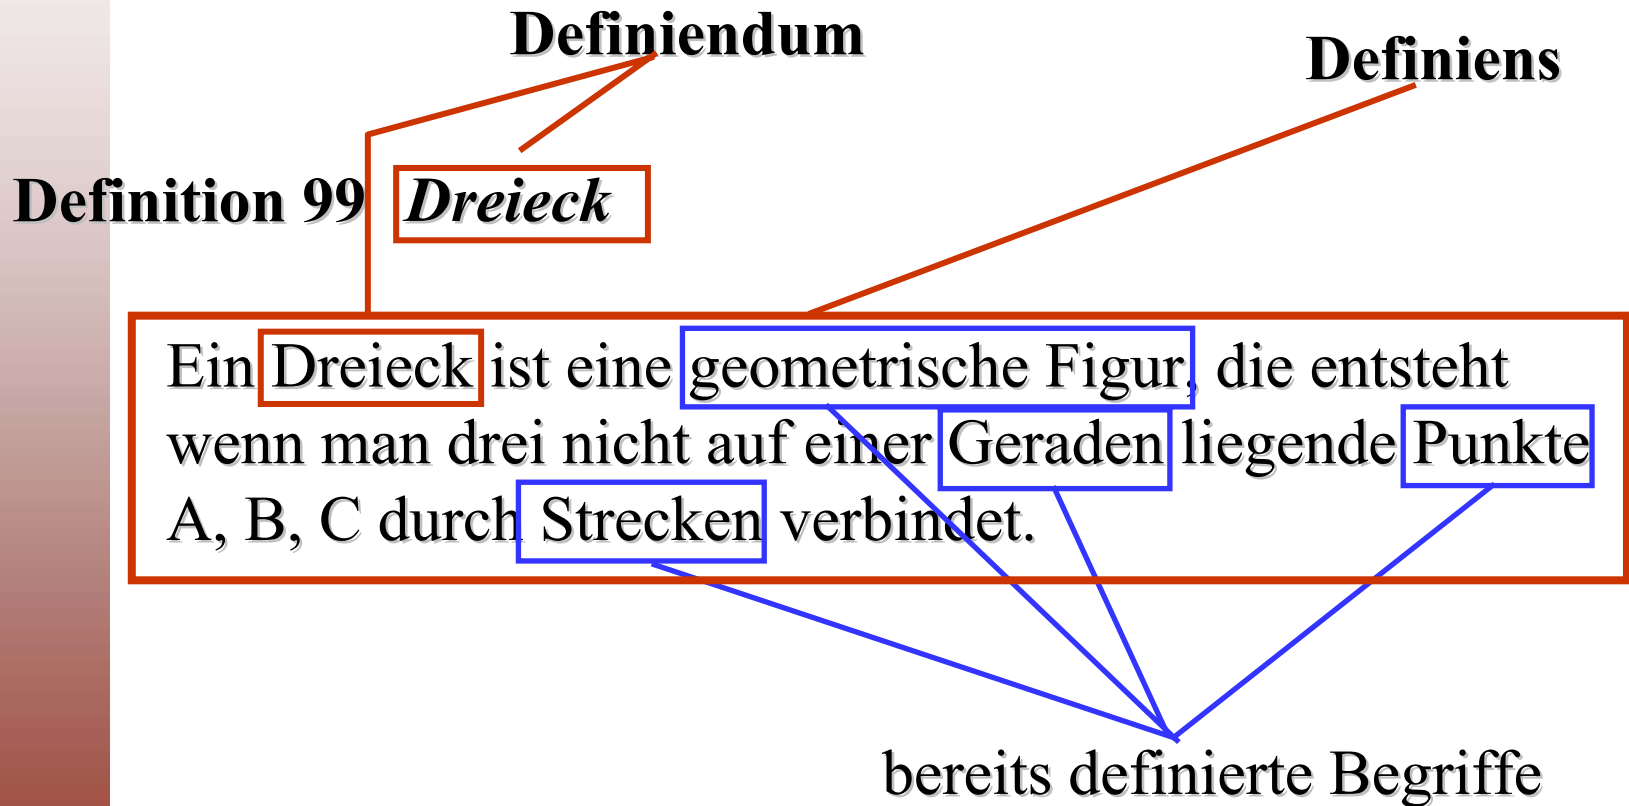 Definiendum
Definiens
Definition 99 Dreieck
Ein Dreieck ist eine geometrische Figur, die entsteht
wenn man drei nicht auf einer Geraden liegende Punkte
A, B, C durch Strecken verbindet.
bereits definierte Begriffe